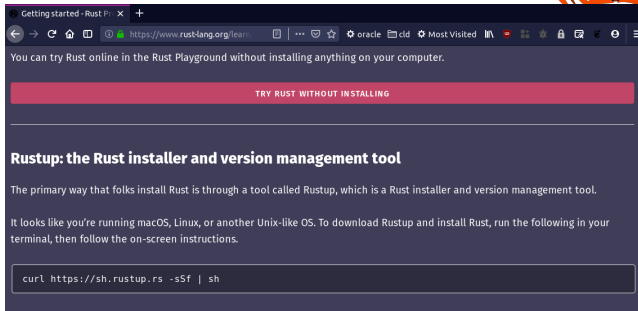 Getting started - Rust Pr
https://www.rust-lang.org/learn
oracle cld Most Visited
You can try Rust online in the Rust Playground without installing anything on your computer.
TRY RUST WITHOUT INSTALLING
Rustup: the Rust installer and version management tool
The primary way that folks install Rust is through a tool called Rustup, which is a Rust installer and version management tool.
It looks like you're running macOS, Linux, or another Unix-like OS. To download Rustup and install Rust, run the following in your
terminal, then follow the on-screen instructions.
curl https://sh.rustup.rs -sSf | sh